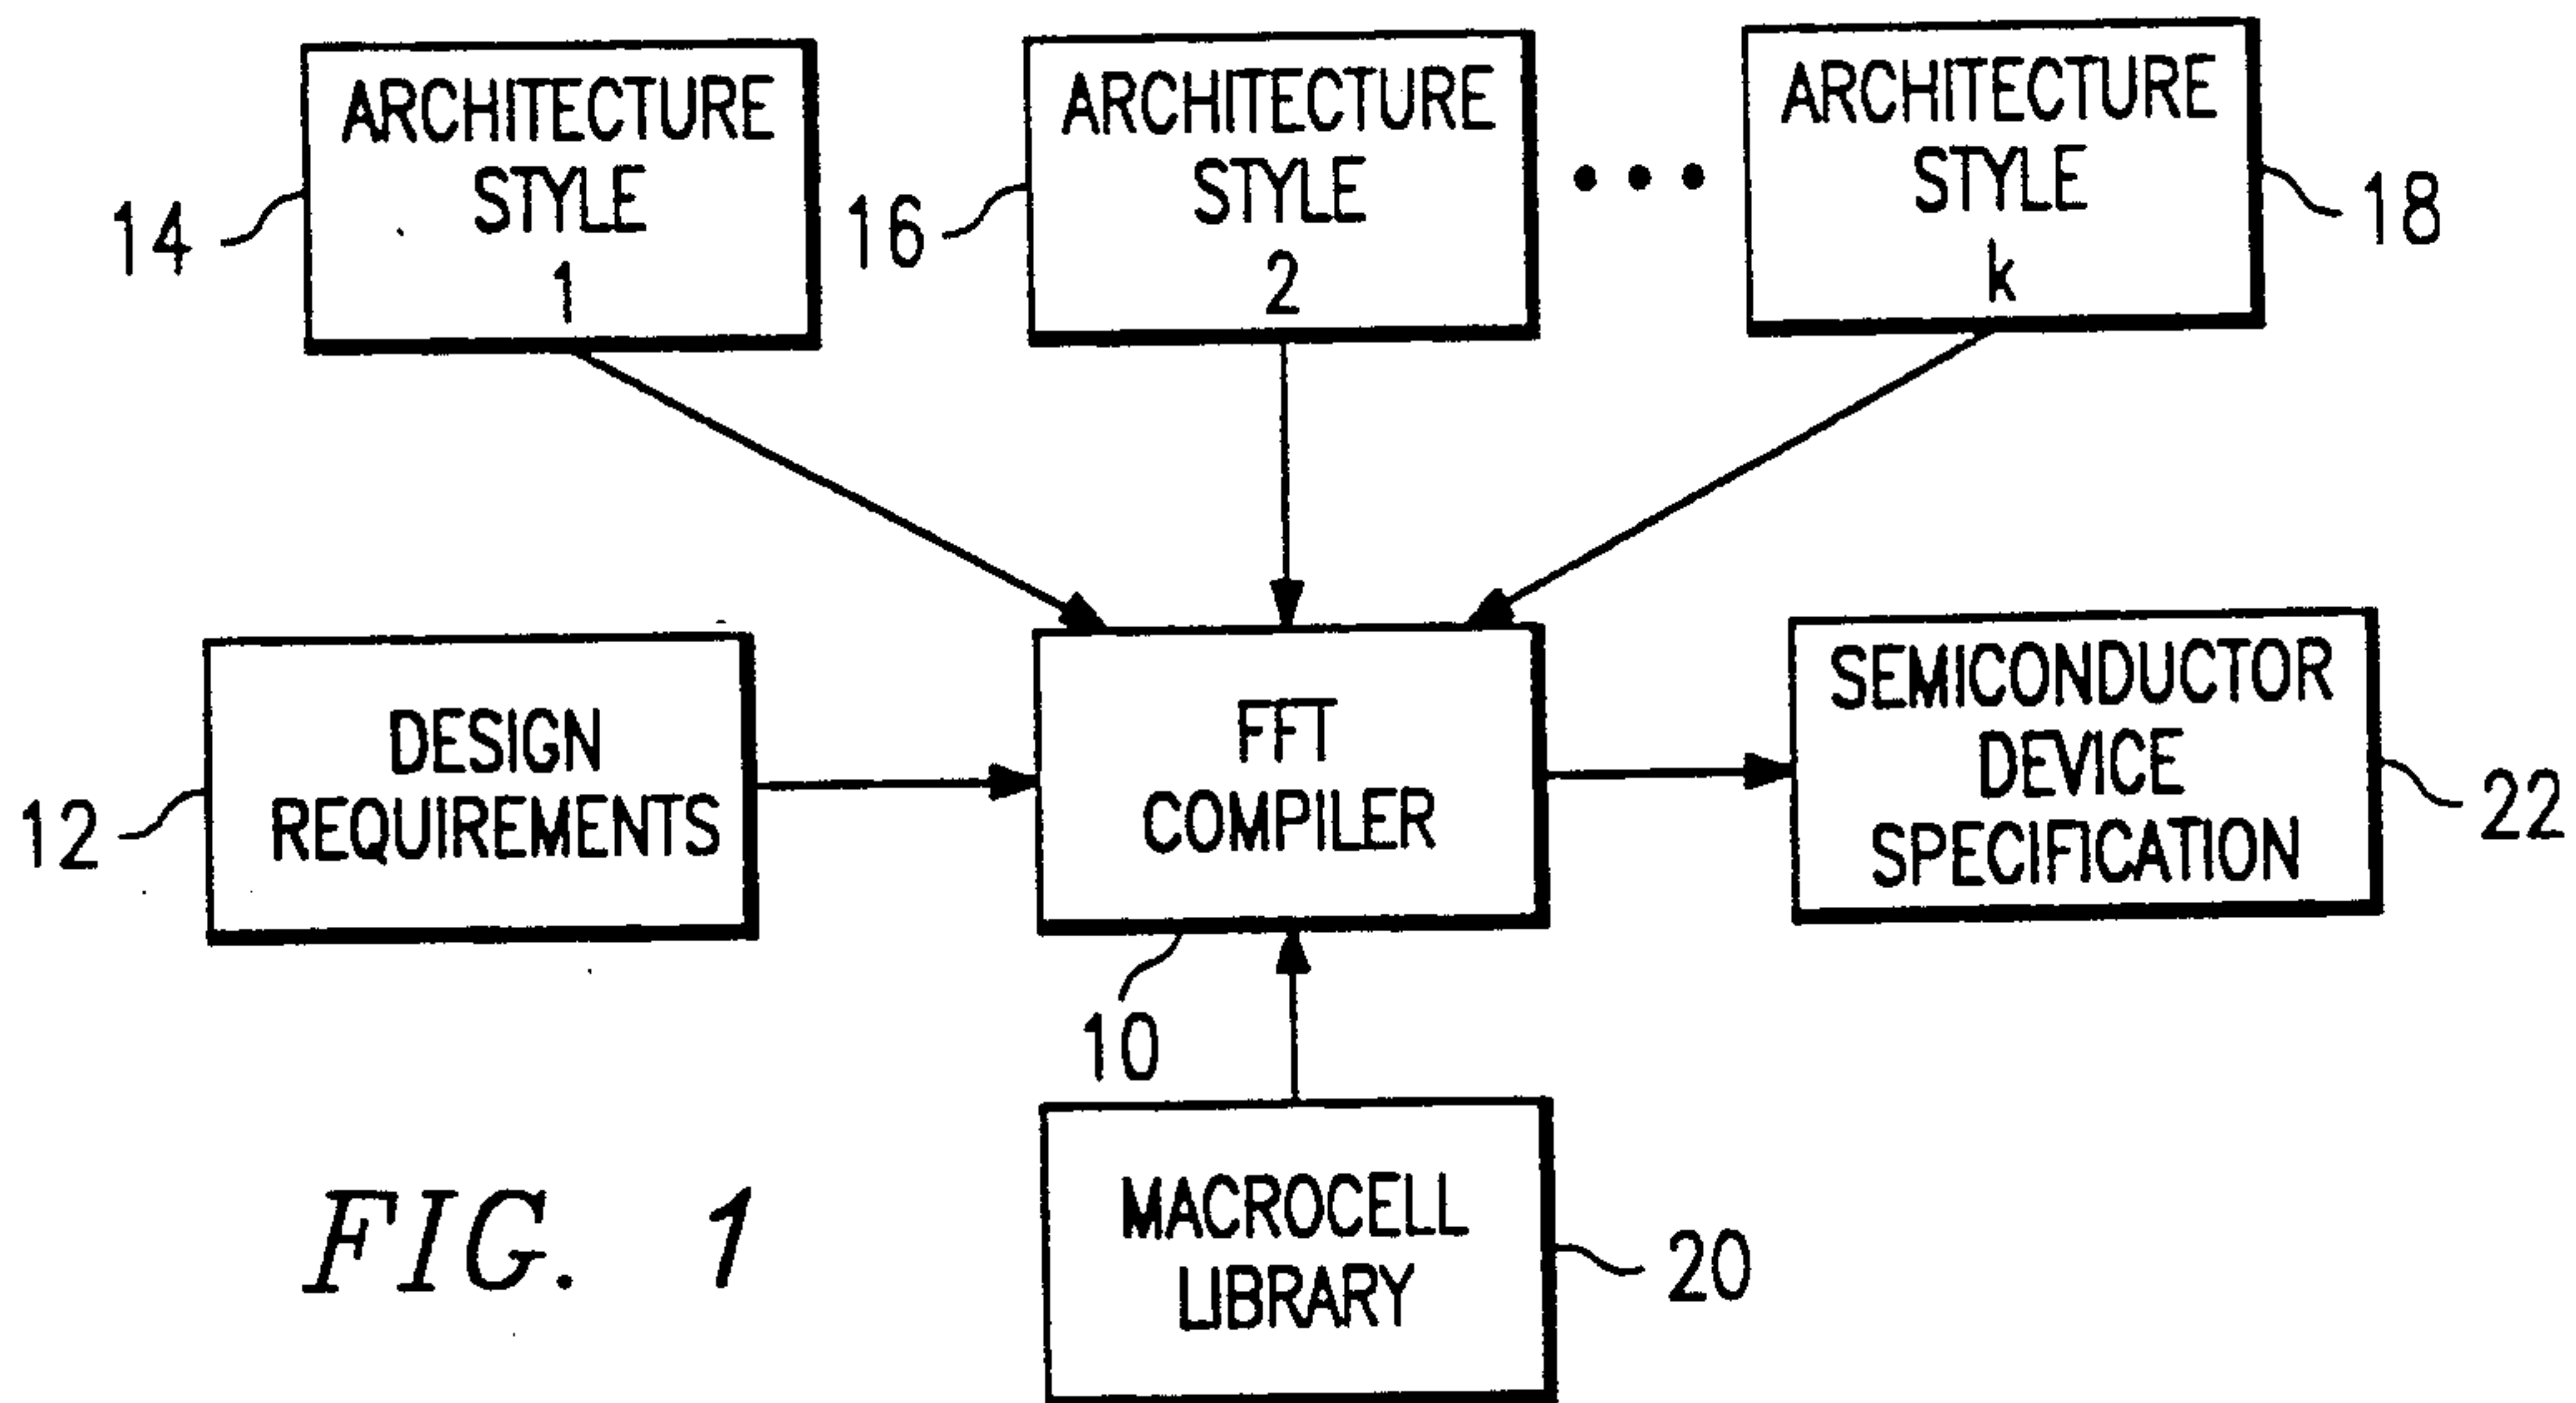 ARCHITECTURE
STYLE
1
14
ARCHITECTURE
STYLE
2
16
ARCHITECTURE
STYLE
k
18
DESIGN
REQUIREMENTS
12
FFT
COMPILER
10
SEMICONDUCTOR
DEVICE
SPECIFICATION
22
MACROCELL
LIBRARY
20
FIG. 1